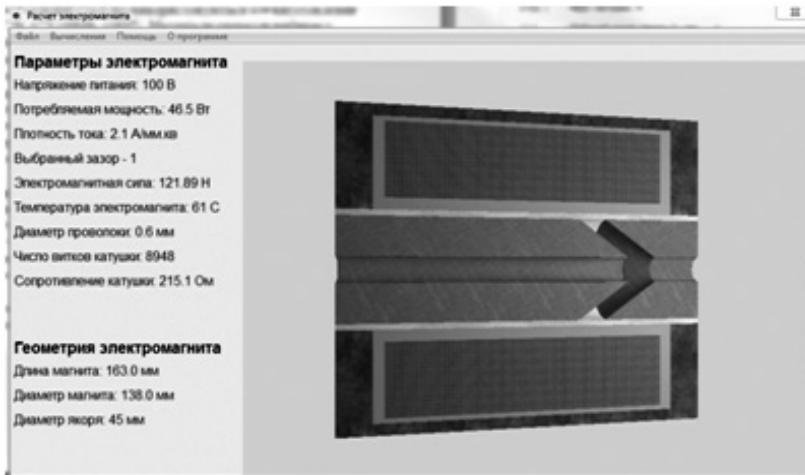 Расчет электромагнита
Файл Вычисления Помощь О программе
Параметры электромагнита
Напряжение питания: 100 В
Потребляемая мощность: 46.5 Вт
Плотность тока: 2.1 А/мм.кв
Выбранный зазор - 1
Электромагнитная сила: 121.89 Н
Температура электромагнита: 61 С
Диаметр проволоки: 0.6 мм
Число витков катушки: 8948
Сопротивление катушки: 215.1 Ом
Геометрия электромагнита
Длина магнита: 163.0 мм
Диаметр магнита: 138.0 мм
Диаметр якоря: 45 мм